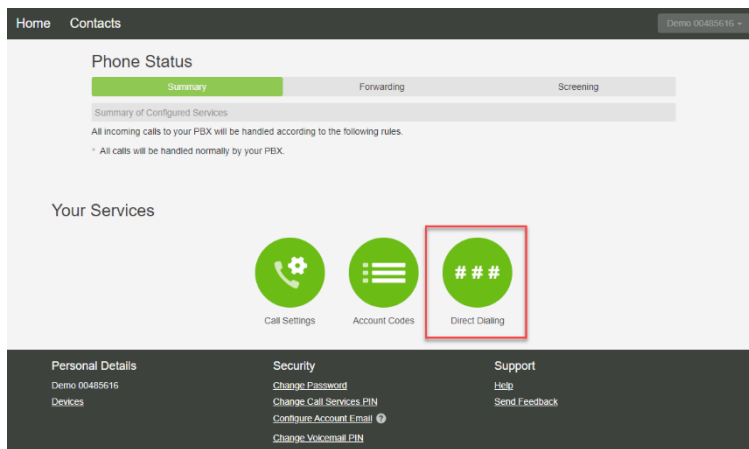 Home Contacts Demo 00485616
Phone Status
Summary Forwarding Screening
Summary of Configured Services
All incoming calls to your PBX will be handled according to the following rules.
* All calls will be handled normally by your PBX.
Your Services
# # #
Call Settings Account Codes Direct Dialing
Personal Details Security Support
Demo 00485616 Change Password Help
Devices Change Call Services PIN Send Feedback
Configure Account Email ?
Change Voicemail PIN